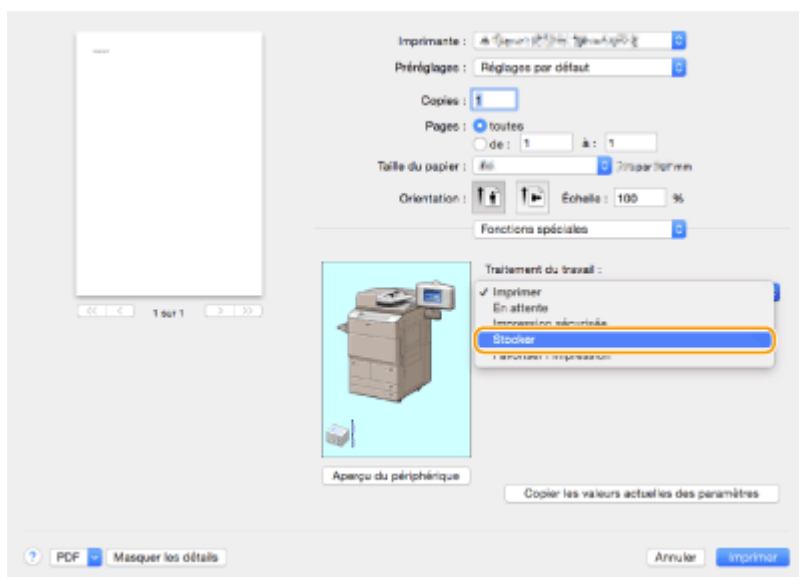 Imprimante :
Préréglages : Réglages par défaut
Copies : 1
Pages : toutes
de : 1 à : 1
Taille du papier :
Orientation : Échelle : 100 %
Fonctions spéciales
Traitement du travail :
✓ Imprimer
En attente
Impression sécurisée
Stocker
<< < 1 sur 1 > >>
Aperçu du périphérique
Copier les valeurs actuelles des paramètres
? PDF Masquer les détails Annuler Imprimer